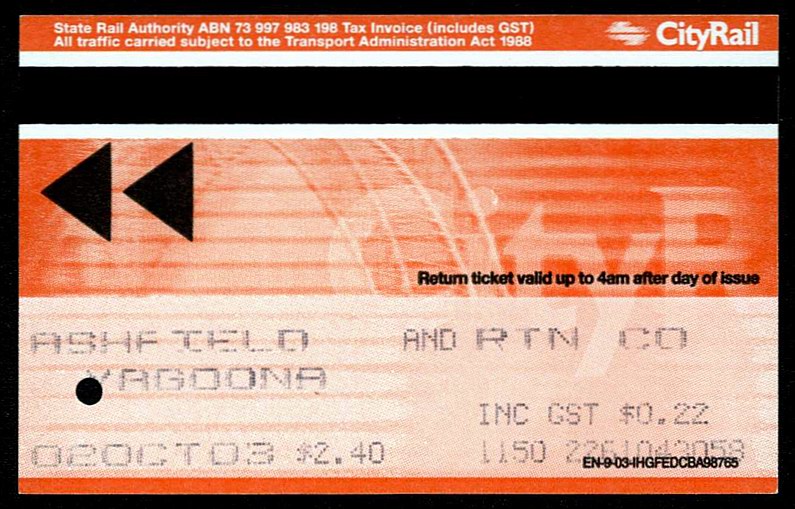 State Rail Authority ABN 73 997 983 198 Tax Invoice (includes GST)
All traffic carried subject to the Transport Administration Act 1988
CityRail
CityR
Return ticket valid up to 4am after day of issue
ASHFIELD AND RTN CO
YAGOONA
INC GST $0.22
02OCT03 $2.40 1150 2261043058
EN-9-03-IHGFEDCBA98765